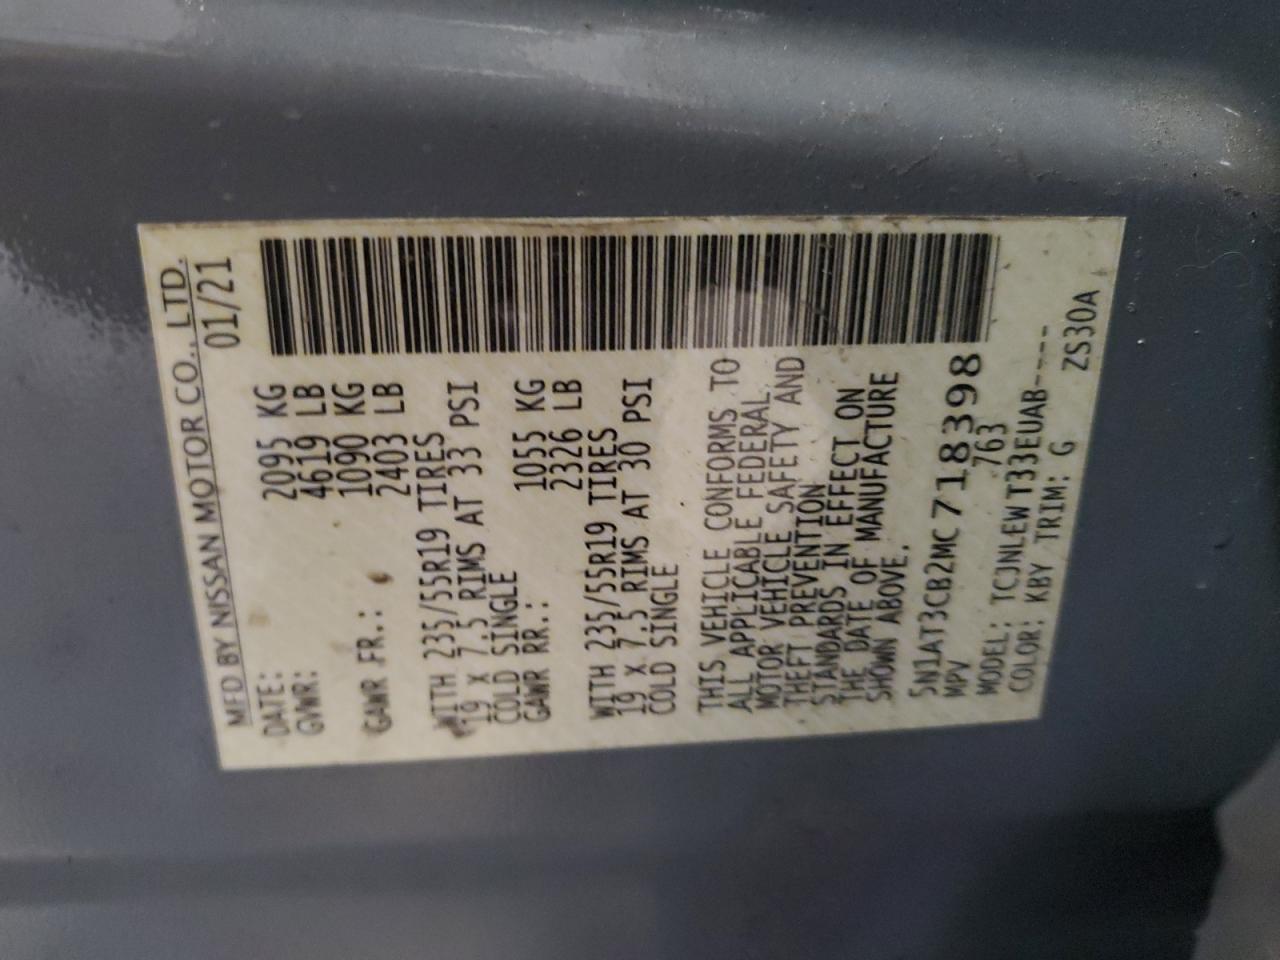 MFD BY NISSAN MOTOR CO., LTD.
DATE: 01/21
GVWR: 2095 KG
4619 LB
GAWR FR.: 1090 KG
2403 LB
WITH 235/55R19 TIRES
19 X 7.5 RIMS AT 33 PSI
COLD SINGLE
GAWR RR.: 1055 KG
2326 LB
WITH 235/55R19 TIRES
19 X 7.5 RIMS AT 30 PSI
COLD SINGLE
THIS VEHICLE CONFORMS TO
ALL APPLICABLE FEDERAL
MOTOR VEHICLE SAFETY AND
THEFT PREVENTION
STANDARDS IN EFFECT ON
THE DATE OF MANUFACTURE
SHOWN ABOVE.
5N1AT3CB2MC718398
MPV 763
MODEL: TCJNLEWT33EUAB-----
COLOR: KBY TRIM: G ZS30A